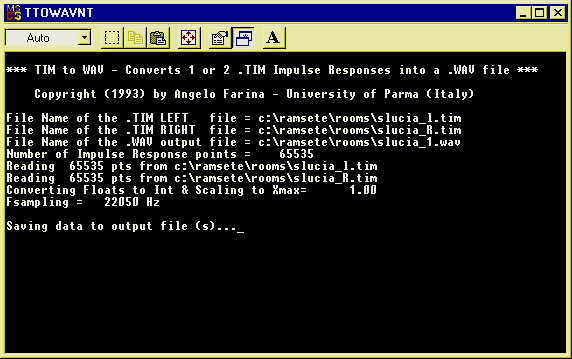 MS DOS TTOWAVNT
Auto A
*** TIM to WAV - Converts 1 or 2 .TIM Impulse Responses into a .WAV file ***
Copyright (1993) by Angelo Farina - University of Parma (Italy)
File Name of the .TIM LEFT file = c:\ramsete\rooms\slucia_l.tim
File Name of the .TIM RIGHT file = c:\ramsete\rooms\slucia_R.tim
File Name of the .WAV output file = c:\ramsete\rooms\slucia_1.wav
Number of Impulse Response points = 65535
Reading 65535 pts from c:\ramsete\rooms\slucia_l.tim
Reading 65535 pts from c:\ramsete\rooms\slucia_R.tim
Converting Floats to Int & Scaling to Xmax= 1.00
Fsampling = 22050 Hz
Saving data to output file (s)..._